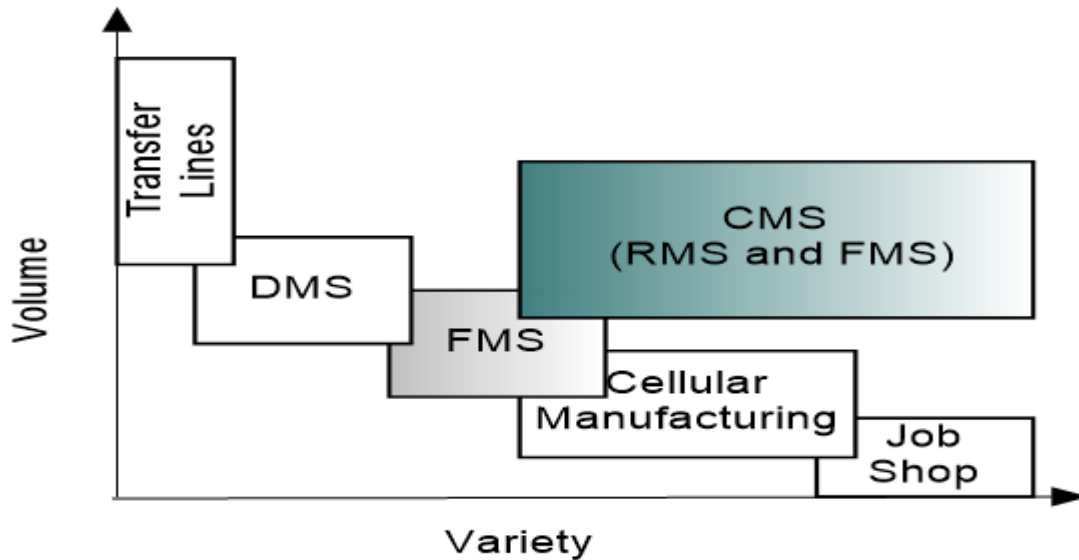 Transfer
Lines
Volume
DMS
FMS
CMS
(RMS and FMS)
Cellular
Manufacturing
Job
Shop
Variety